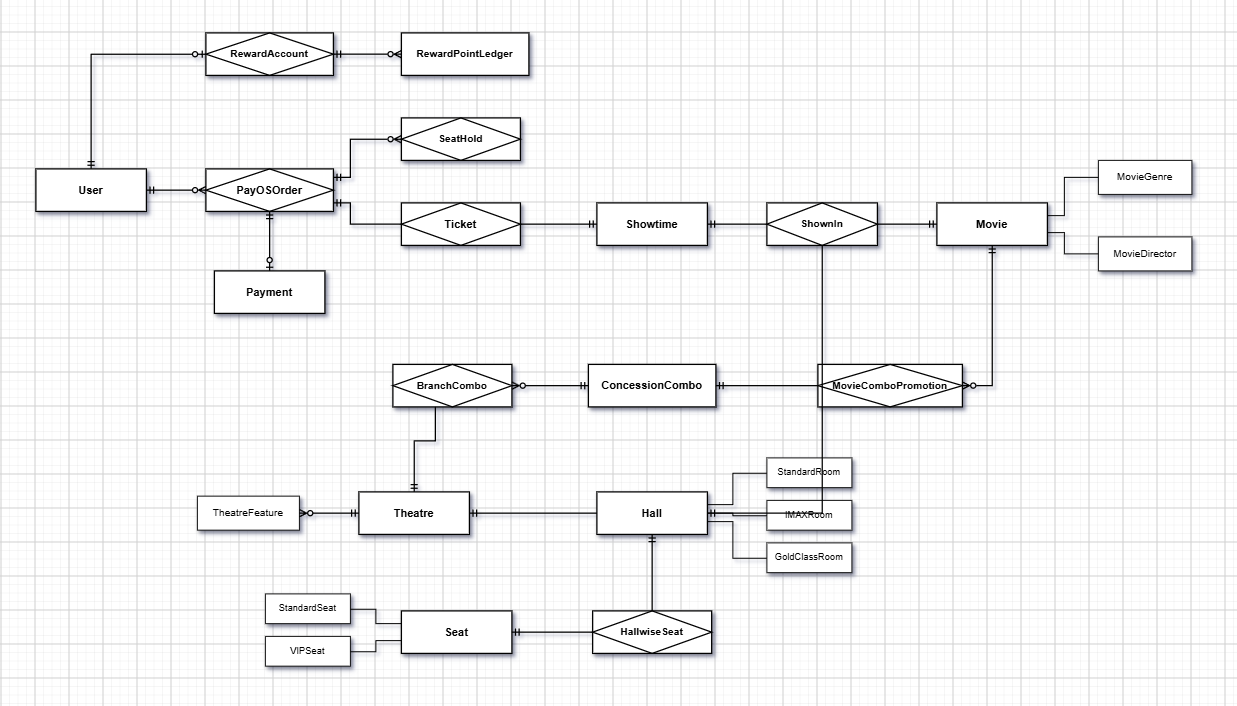 RewardAccount
RewardPointLedger
SeatHold
User
PayOSOrder
Ticket
Showtime
ShownIn
Movie
MovieGenre
MovieDirector
Payment
BranchCombo
ConcessionCombo
MovieComboPromotion
TheatreFeature
Theatre
Hall
StandardRoom
IMAXRoom
GoldClassRoom
StandardSeat
VIPSeat
Seat
HallwiseSeat